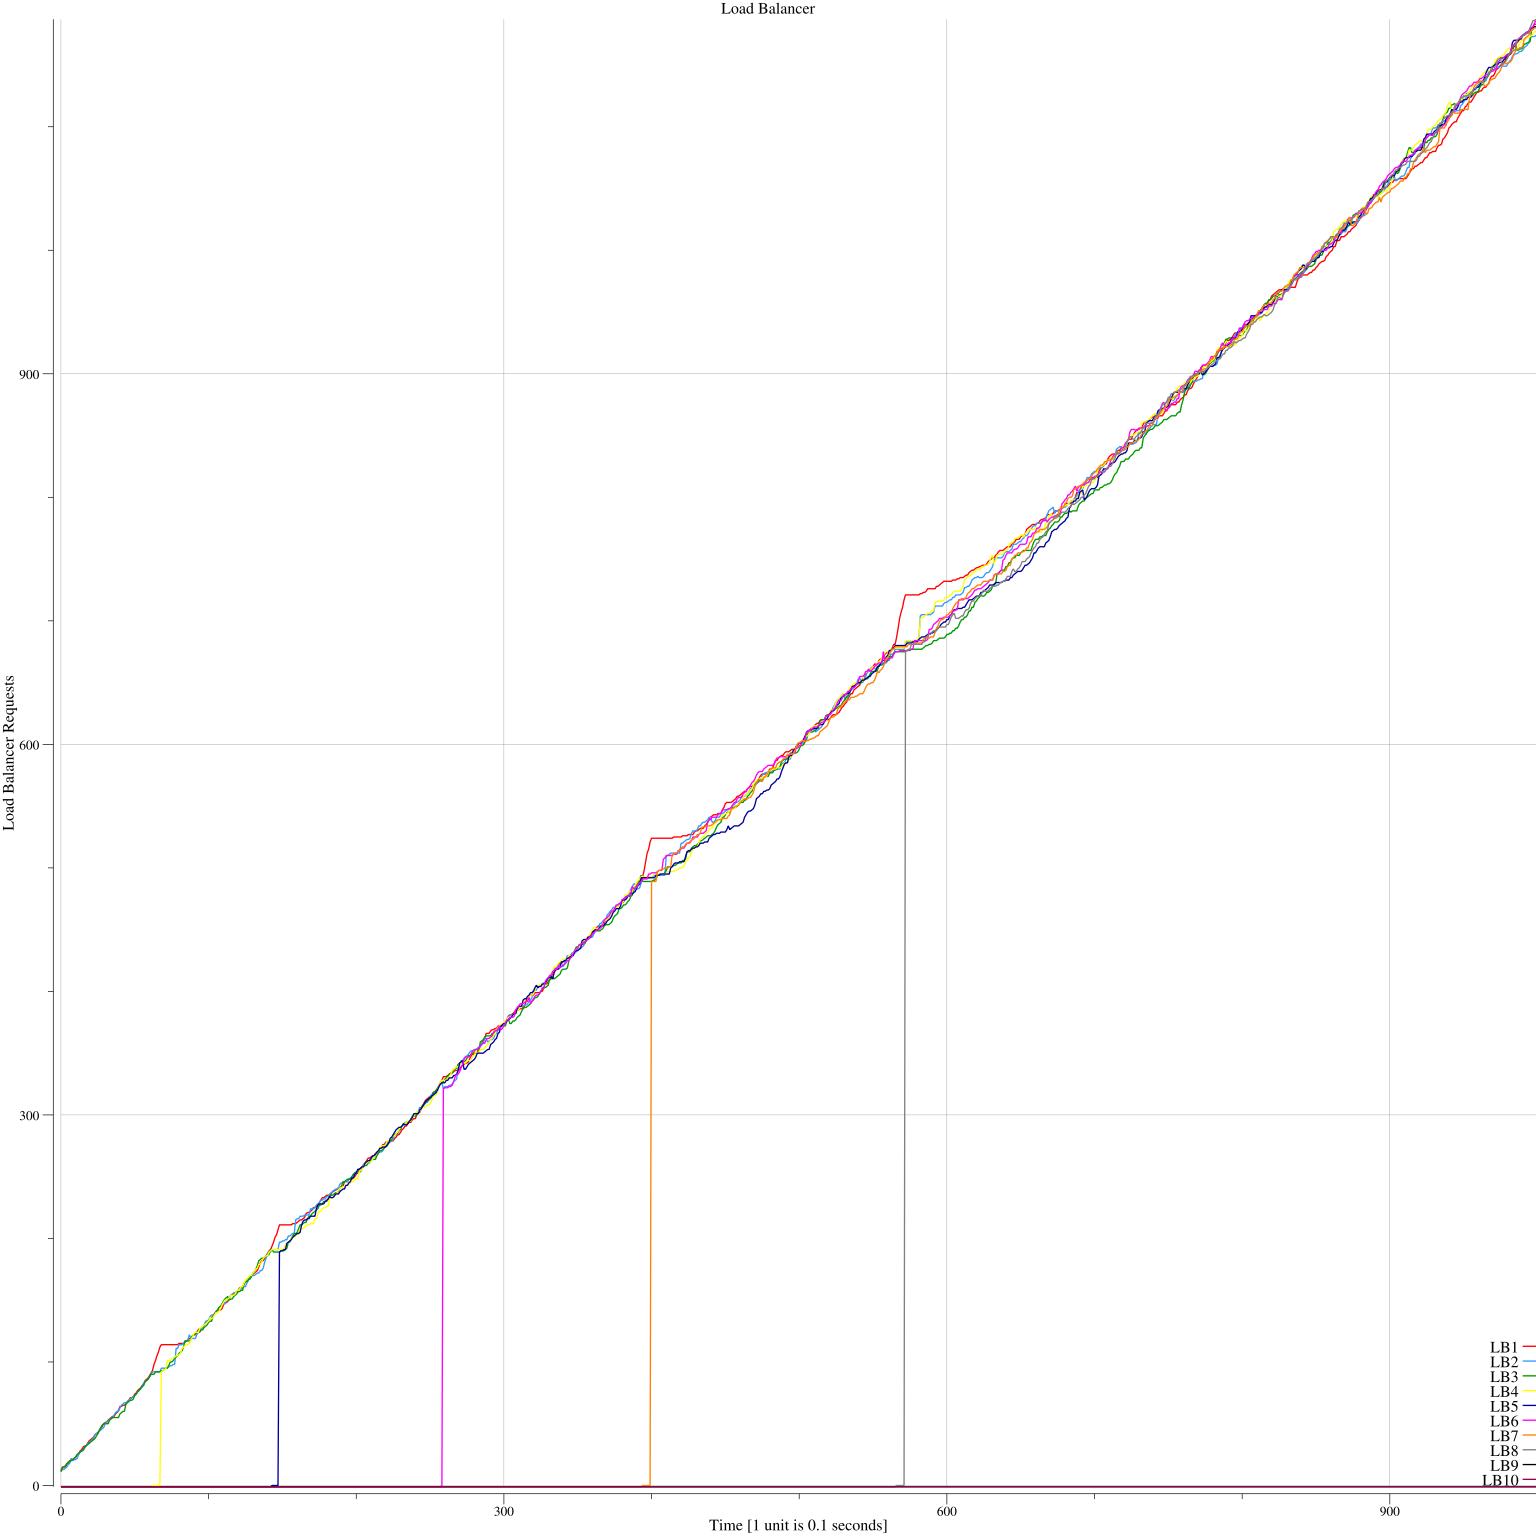 Load Balancer
900
600
300
0
Load Balancer Requests
0
300
600
900
Time [1 unit is 0.1 seconds]
LB1
LB2
LB3
LB4
LB5
LB6
LB7
LB8
LB9
LB10